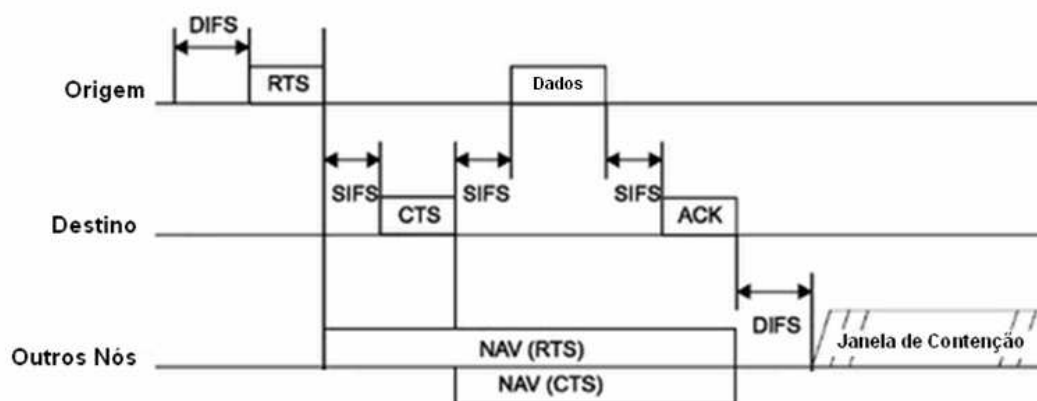 DIFS
RTS
Dados
Origem
SIFS
SIFS
SIFS
CTS
ACK
Destino
DIFS
Janela de Contenção
NAV (RTS)
Outros Nós
NAV (CTS)